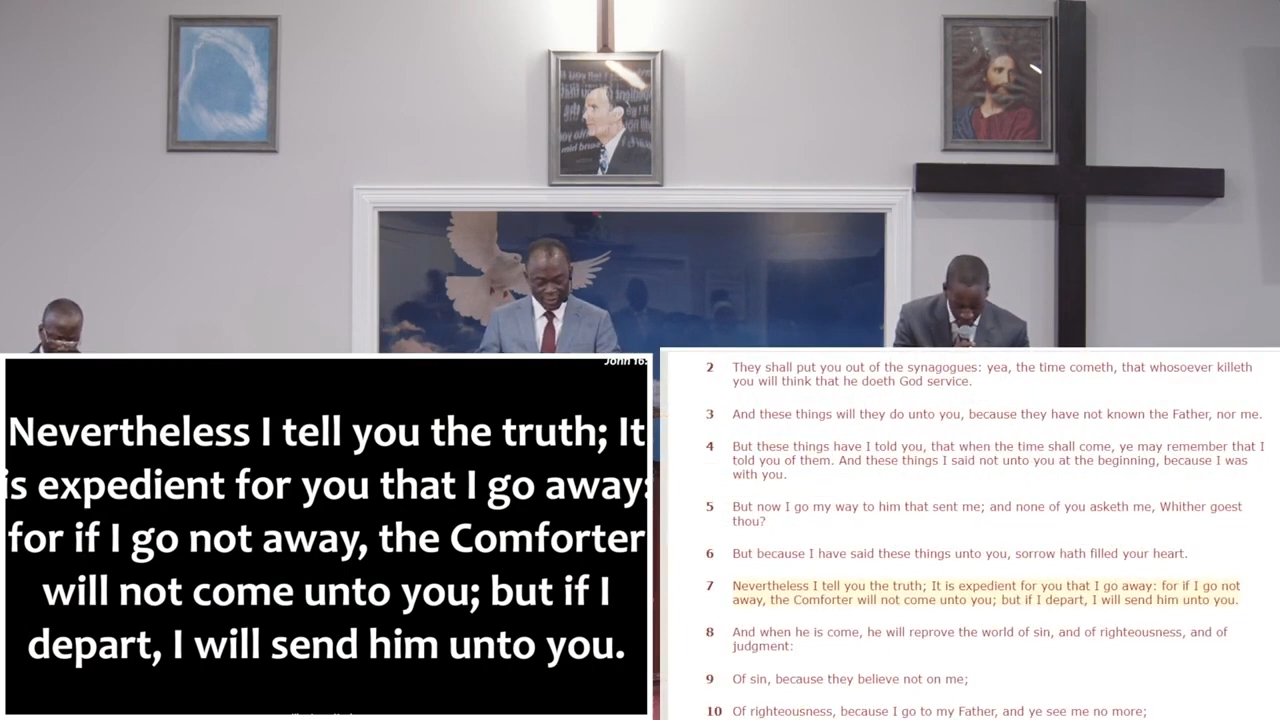 John 16:
Nevertheless I tell you the truth; It
is expedient for you that I go away:
for if I go not away, the Comforter
will not come unto you; but if I
depart, I will send him unto you.
2 They shall put you out of the synagogues: yea, the time cometh, that whosoever killeth
you will think that he doeth God service.
3 And these things will they do unto you, because they have not known the Father, nor me.
4 But these things have I told you, that when the time shall come, ye may remember that I
told you of them. And these things I said not unto you at the beginning, because I was
with you.
5 But now I go my way to him that sent me; and none of you asketh me, Whither goest
thou?
6 But because I have said these things unto you, sorrow hath filled your heart.
7 Nevertheless I tell you the truth; It is expedient for you that I go away: for if I go not
away, the Comforter will not come unto you; but if I depart, I will send him unto you.
8 And when he is come, he will reprove the world of sin, and of righteousness, and of
judgment:
9 Of sin, because they believe not on me;
10 Of righteousness, because I go to my Father, and ye see me no more;